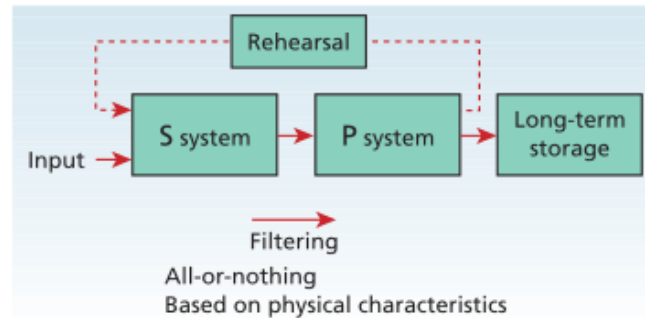 Rehearsal
S system
P system
Long-term
storage
Input
Filtering
All-or-nothing
Based on physical characteristics